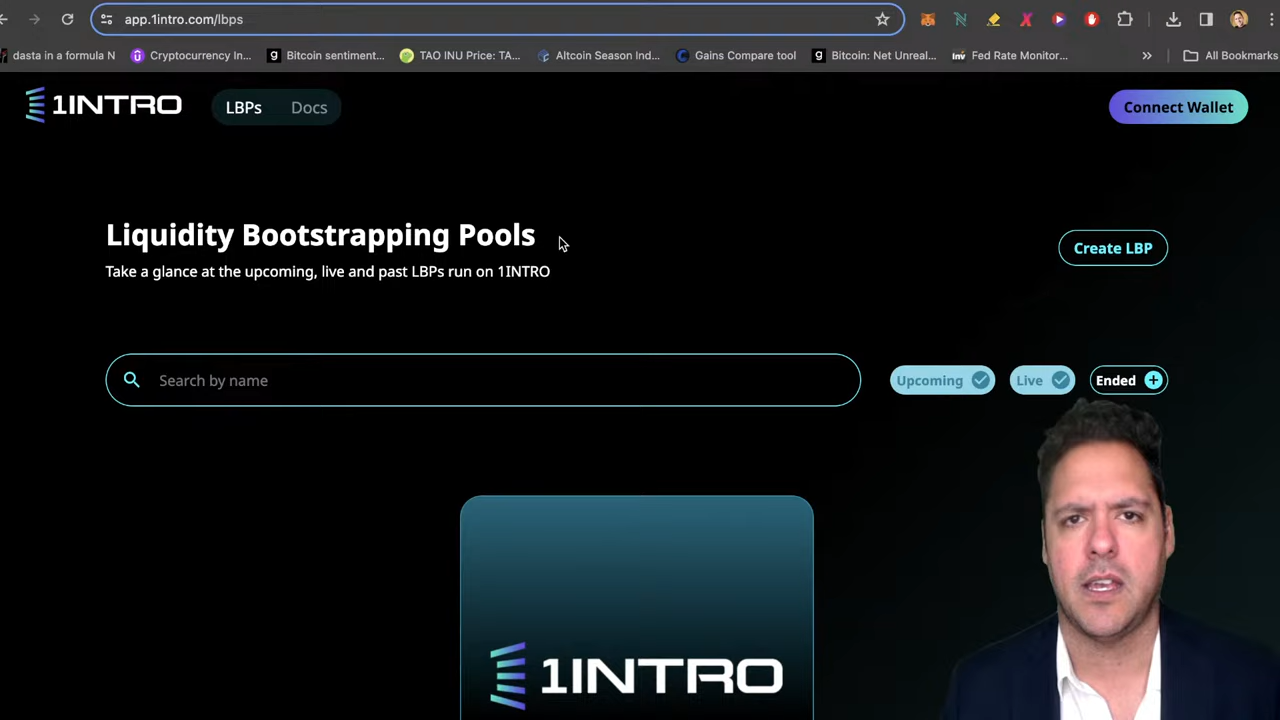 app.1intro.com/lbps
dasta in a formula N
Cryptocurrency In...
Bitcoin sentiment...
TAO INU Price: TA...
Altcoin Season Ind...
Gains Compare tool
Bitcoin: Net Unreal...
Inv Fed Rate Monitor...
»
All Bookmarks
1INTRO
LBPs
Docs
Connect Wallet
Liquidity Bootstrapping Pools
Create LBP
Take a glance at the upcoming, live and past LBPs run on 1INTRO
Search by name
Upcoming
Live
Ended
1INTRO